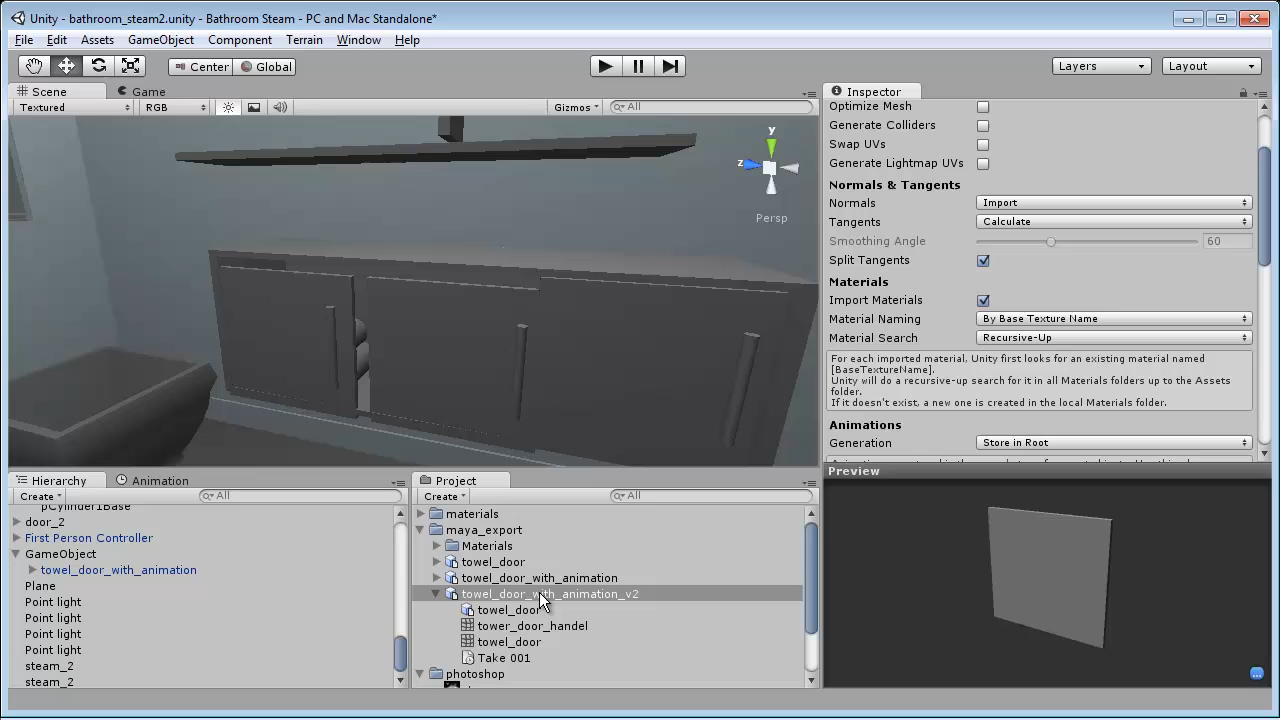 Unity - bathroom_steam2.unity - Bathroom Steam - PC and Mac Standalone*
File Edit Assets GameObject Component Terrain Window Help
Center Global
Layers Layout
Scene Game
Textured RGB Gizmos All
y
z
Persp
Inspector
Optimize Mesh
Generate Colliders
Swap UVs
Generate Lightmap UVs
Normals & Tangents
Normals Import
Tangents Calculate
Smoothing Angle 60
Split Tangents
Materials
Import Materials
Material Naming By Base Texture Name
Material Search Recursive-Up
For each imported material, Unity first looks for an existing material named
[BaseTextureName].
Unity will do a recursive-up search for it in all Materials folders up to the Assets
folder.
If it doesn't exist, a new one is created in the local Materials folder.
Animations
Generation Store in Root
Preview
Hierarchy Animation
Create All
pCylinder1Base
door_2
First Person Controller
GameObject
towel_door_with_animation
Plane
Point light
Point light
Point light
Point light
steam_2
steam_2
Project
Create All
materials
maya_export
Materials
towel_door
towel_door_with_animation
towel_door_with_animation_v2
towel_door
tower_door_handel
towel_door
Take 001
photoshop